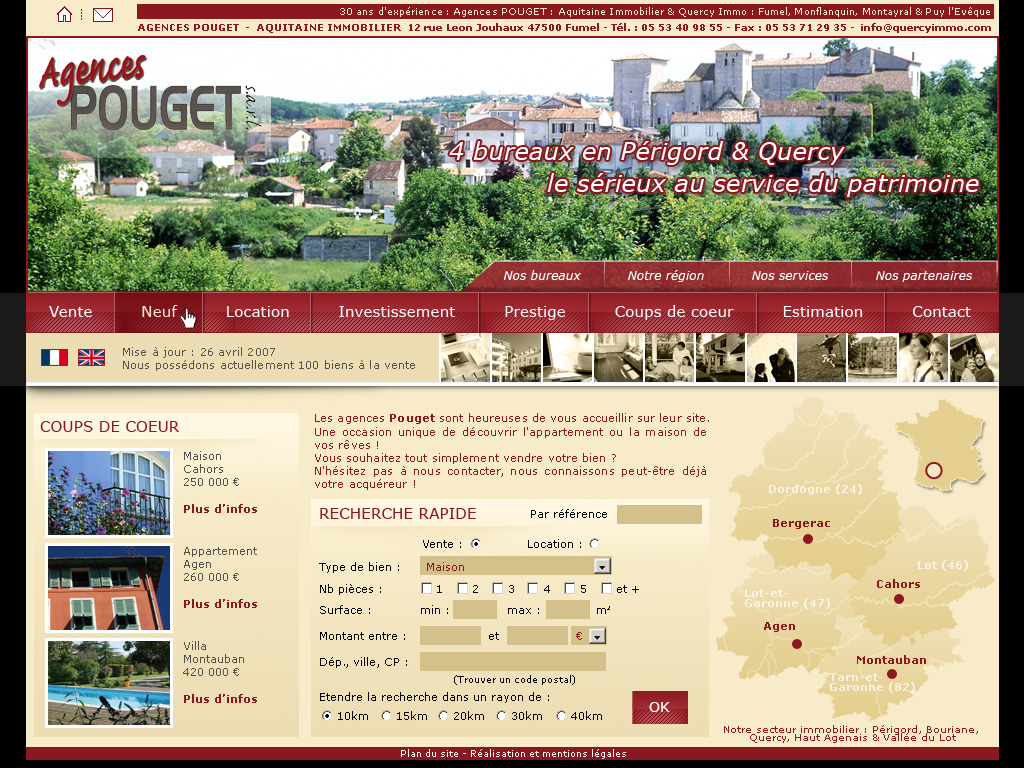 30 ans d'expérience : Agences POUGET : Aquitaine Immobilier & Quercy Immo : Fumel, Monflanquin, Montayral & Puy l'Evêque
AGENCES POUGET - AQUITAINE IMMOBILIER 12 rue Leon Jouhaux 47500 Fumel - Tél. : 05 53 40 98 55 - Fax : 05 53 71 29 35 - info@quercyimmo.com
Agences
POUGET s.a.r.l.
4 bureaux en Périgord & Quercy
le sérieux au service du patrimoine
Nos bureaux Notre région Nos services Nos partenaires
Vente Neuf Location Investissement Prestige Coups de coeur Estimation Contact
Mise à jour : 26 avril 2007
Nous possédons actuellement 100 biens à la vente
COUPS DE COEUR
Maison
Cahors
250 000 €
Plus d'infos
Appartement
Agen
260 000 €
Plus d'infos
Villa
Montauban
420 000 €
Plus d'infos
Les agences Pouget sont heureuses de vous accueillir sur leur site.
Une occasion unique de découvrir l'appartement ou la maison de
vos rêves !
Vous souhaitez tout simplement vendre votre bien ?
N'hésitez pas à nous contacter, nous connaissons peut-être déjà
votre acquéreur !
RECHERCHE RAPIDE Par référence
Vente : Location :
Type de bien : Maison
Nb pièces : 1 2 3 4 5 et +
Surface : min : max : m²
Montant entre : et €
Dép., ville, CP :
(Trouver un code postal)
Etendre la recherche dans un rayon de :
10km 15km 20km 30km 40km
OK
Dordogne (24)
Bergerac
Lot (46)
Cahors
Lot-et-
Garonne (47)
Agen
Montauban
Tarn-et-
Garonne (82)
Notre secteur immobilier : Périgord, Bouriane,
Quercy, Haut Agenais & Vallée du Lot
Plan du site - Réalisation et mentions légales